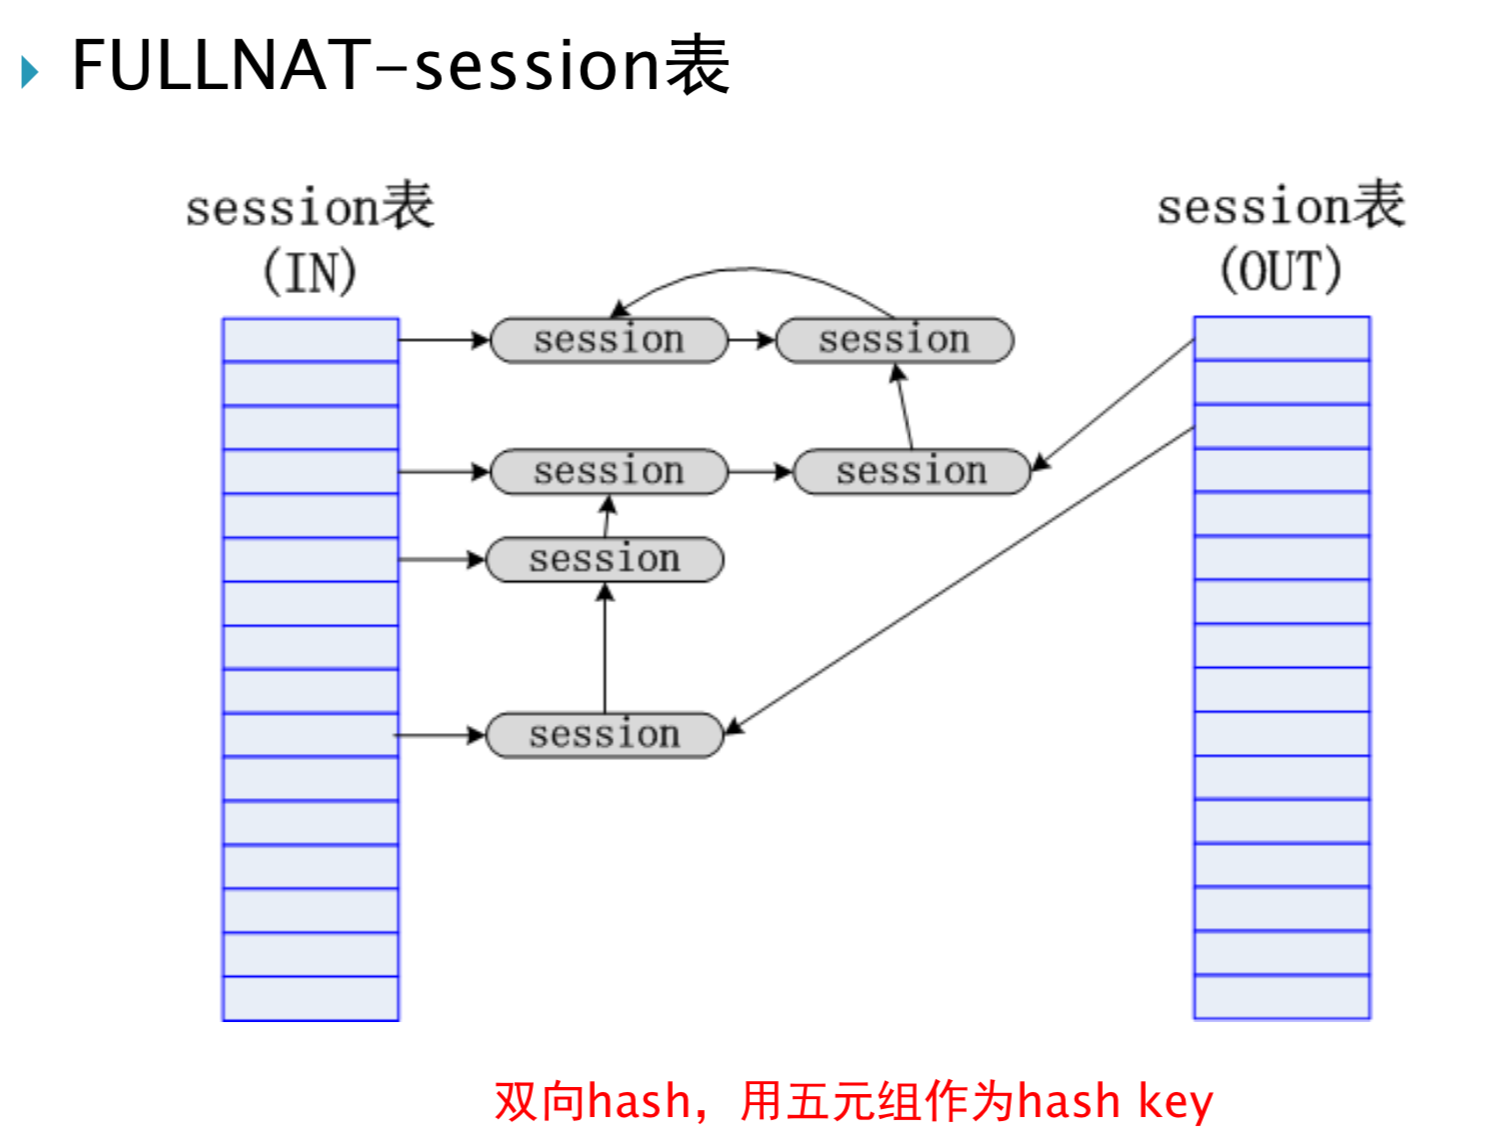 FULLNAT-session表
session表
(IN)
session表
(OUT)
session
session
session
session
session
session
双向hash，用五元组作为hash key